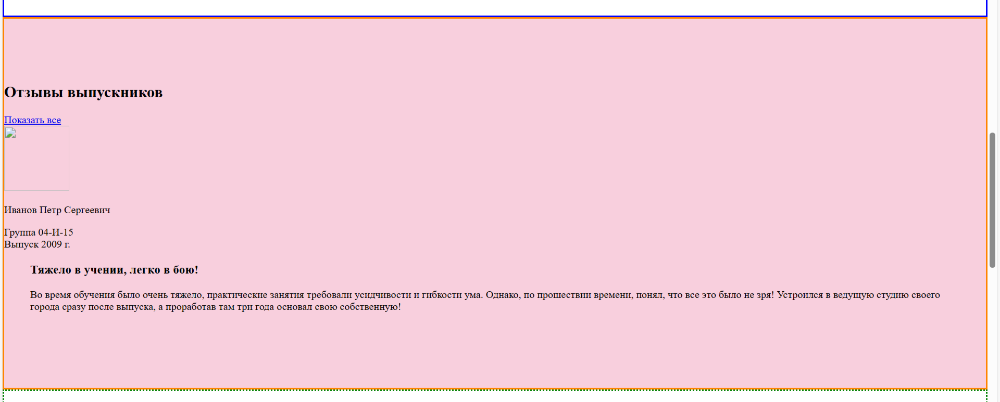 Отзывы выпускников
Показать все
Иванов Петр Сергеевич
Группа 04-И-15
Выпуск 2009 г.
Тяжело в учении, легко в бою!
Во время обучения было очень тяжело, практические занятия требовали усидчивости и гибкости ума. Однако, по прошествии времени, понял, что все это было не зря! Устроился в ведущую студию своего
города сразу после выпуска, а проработав там три года основал свою собственную!